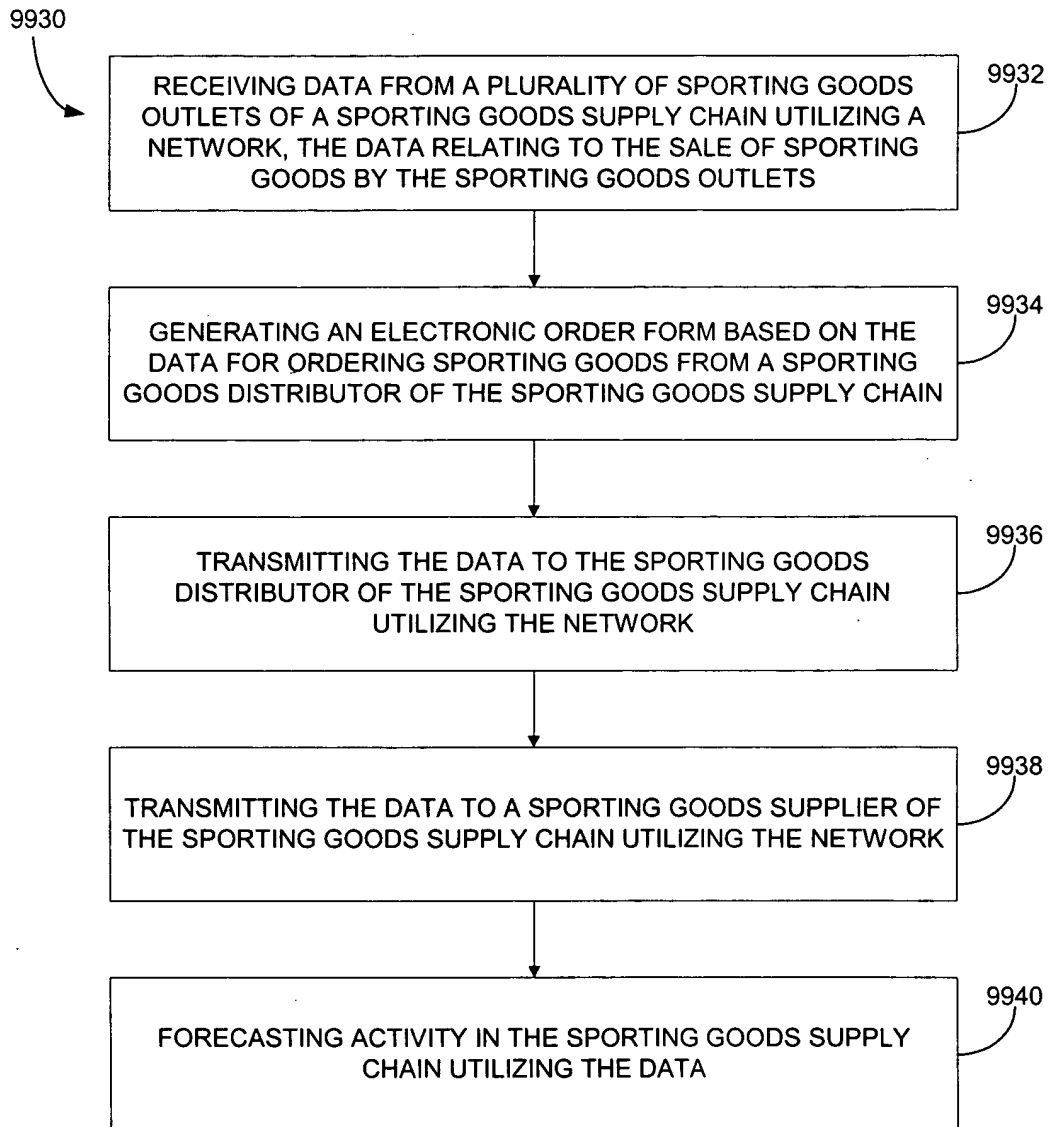 9930
RECEIVING DATA FROM A PLURALITY OF SPORTING GOODS
OUTLETS OF A SPORTING GOODS SUPPLY CHAIN UTILIZING A
NETWORK, THE DATA RELATING TO THE SALE OF SPORTING
GOODS BY THE SPORTING GOODS OUTLETS
9932
GENERATING AN ELECTRONIC ORDER FORM BASED ON THE
DATA FOR ORDERING SPORTING GOODS FROM A SPORTING
GOODS DISTRIBUTOR OF THE SPORTING GOODS SUPPLY CHAIN
9934
TRANSMITTING THE DATA TO THE SPORTING GOODS
DISTRIBUTOR OF THE SPORTING GOODS SUPPLY CHAIN
UTILIZING THE NETWORK
9936
TRANSMITTING THE DATA TO A SPORTING GOODS SUPPLIER OF
THE SPORTING GOODS SUPPLY CHAIN UTILIZING THE NETWORK
9938
FORECASTING ACTIVITY IN THE SPORTING GOODS SUPPLY
CHAIN UTILIZING THE DATA
9940